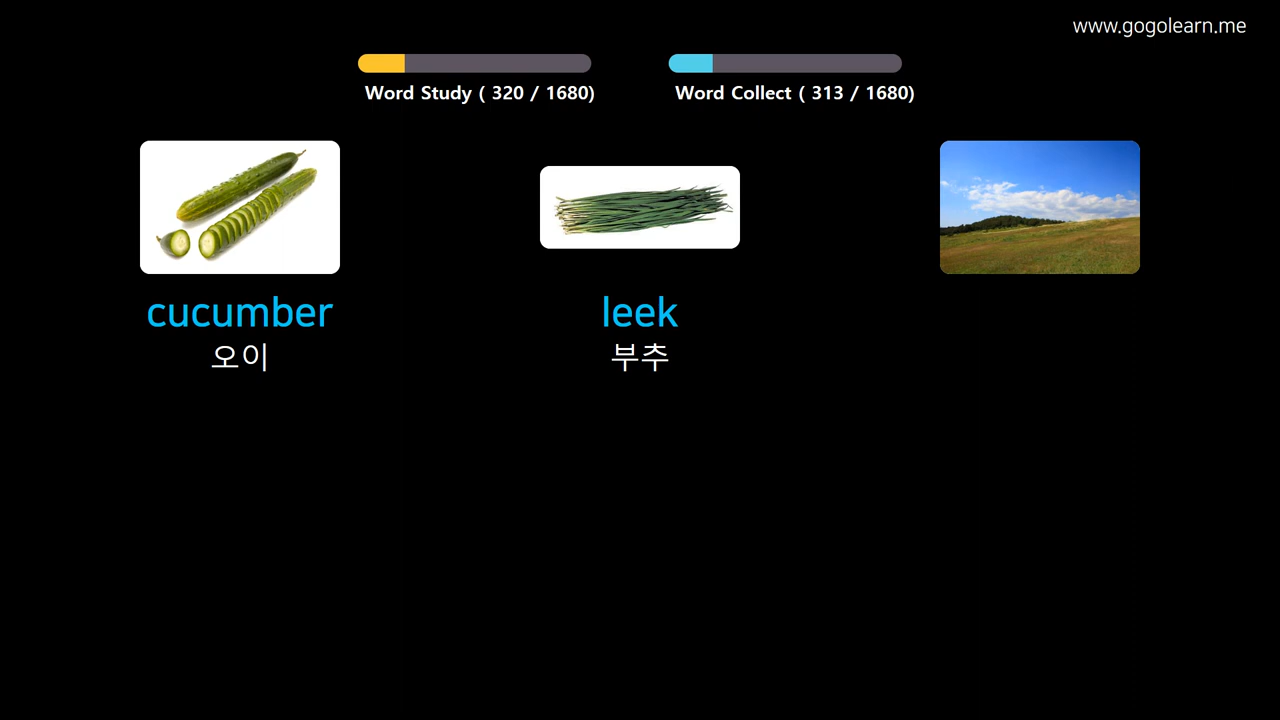 www.gogolearn.me
Word Study ( 320 / 1680)
Word Collect ( 313 / 1680)
cucumber
오이
leek
부추